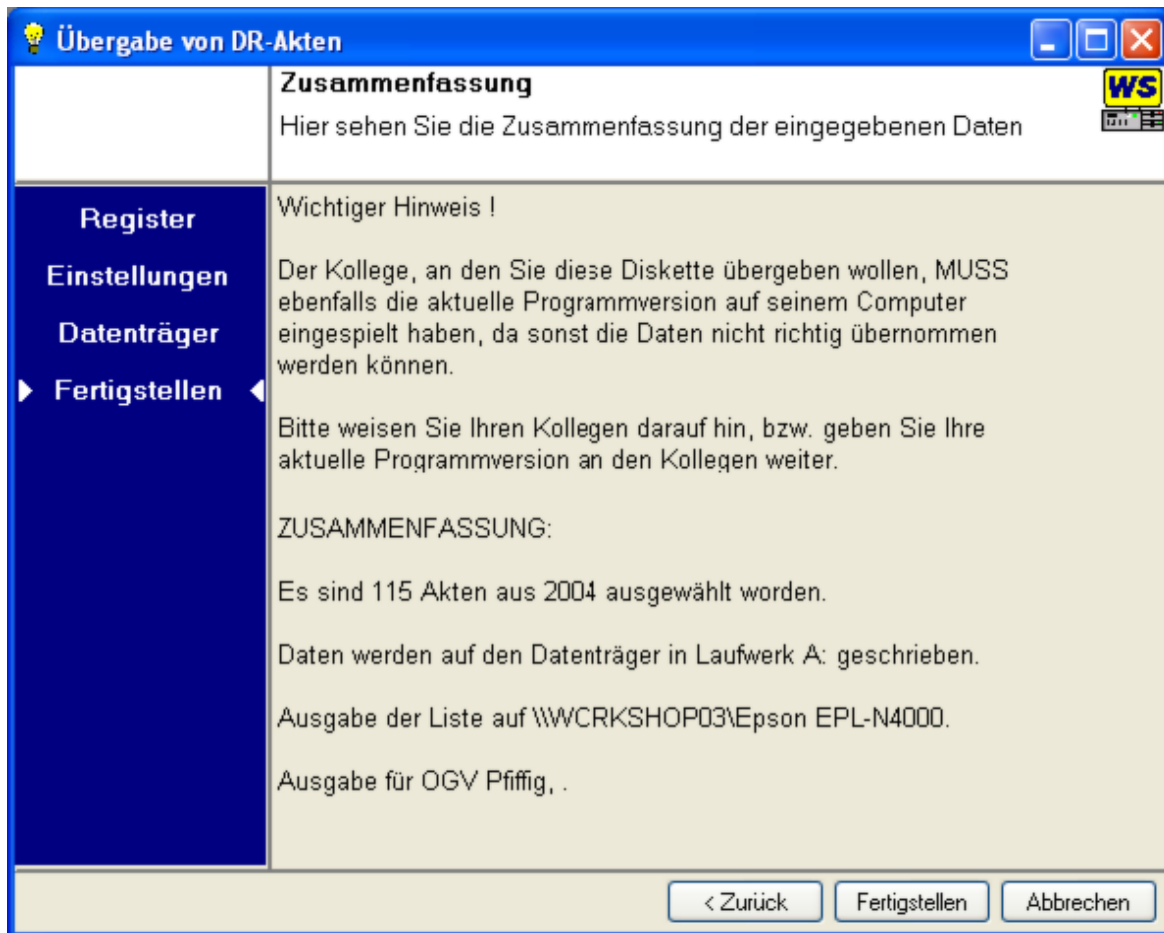 Übergabe von DR-Akten
Zusammenfassung
WS
Hier sehen Sie die Zusammenfassung der eingegebenen Daten
Register
Einstellungen
Datenträger
Fertigstellen
Wichtiger Hinweis !
Der Kollege, an den Sie diese Diskette übergeben wollen, MUSS
ebenfalls die aktuelle Programmversion auf seinem Computer
eingespielt haben, da sonst die Daten nicht richtig übernommen
werden können.
Bitte weisen Sie Ihren Kollegen darauf hin, bzw. geben Sie Ihre
aktuelle Programmversion an den Kollegen weiter.
ZUSAMMENFASSUNG:
Es sind 115 Akten aus 2004 ausgewählt worden.
Daten werden auf den Datenträger in Laufwerk A: geschrieben.
Ausgabe der Liste auf \\WCRKSHOP03\Epson EPL-N4000.
Ausgabe für OGV Pfiffig, .
< Zurück
Fertigstellen
Abbrechen